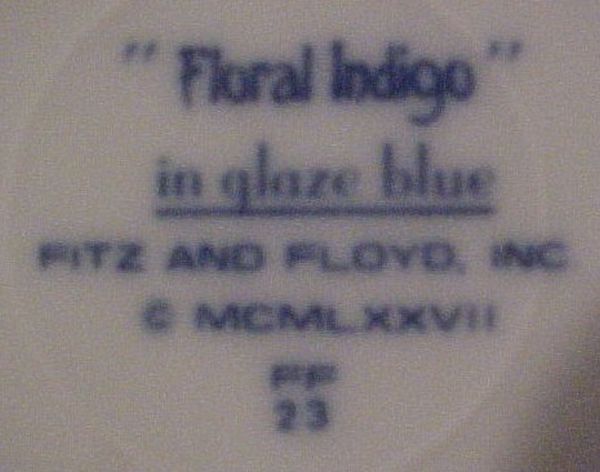 "Floral Indigo"
in glaze blue
FITZ AND FLOYD, INC
© MCMLXXVII
FF
23